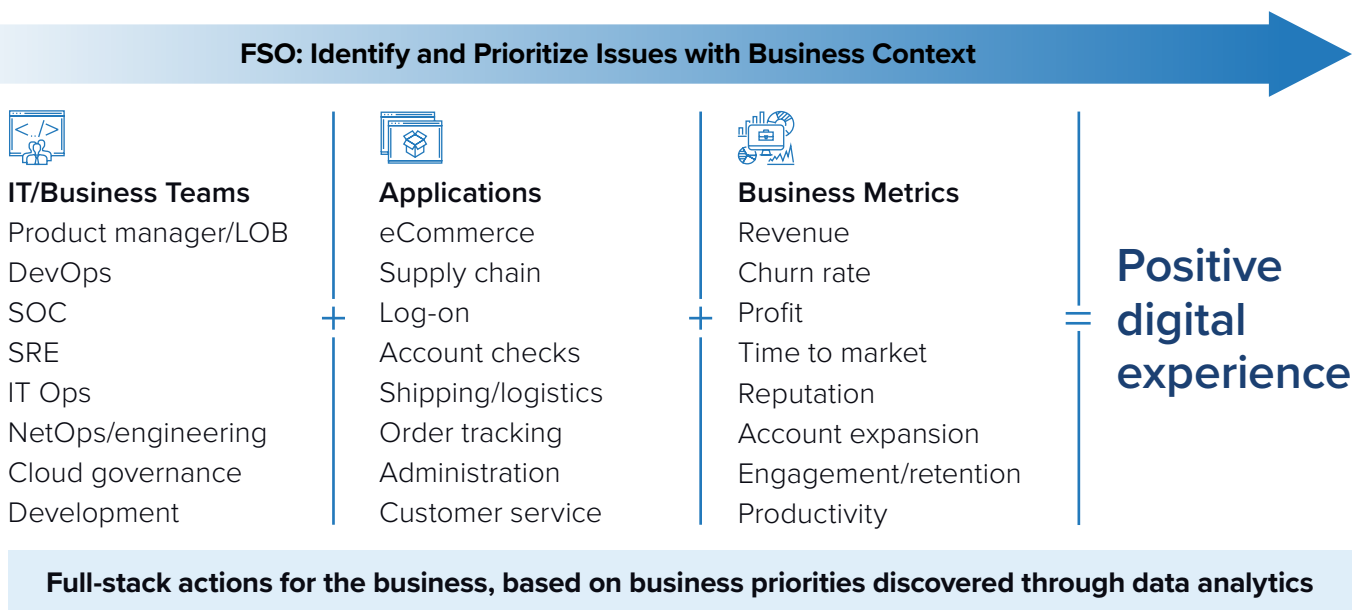 FSO: Identify and Prioritize Issues with Business Context
<../>
IT/Business Teams
Product manager/LOB
DevOps
SOC
SRE
IT Ops
NetOps/engineering
Cloud governance
Development
+
Applications
eCommerce
Supply chain
Log-on
Account checks
Shipping/logistics
Order tracking
Administration
Customer service
+
Business Metrics
Revenue
Churn rate
Profit
Time to market
Reputation
Account expansion
Engagement/retention
Productivity
=
Positive
digital
experience
Full-stack actions for the business, based on business priorities discovered through data analytics